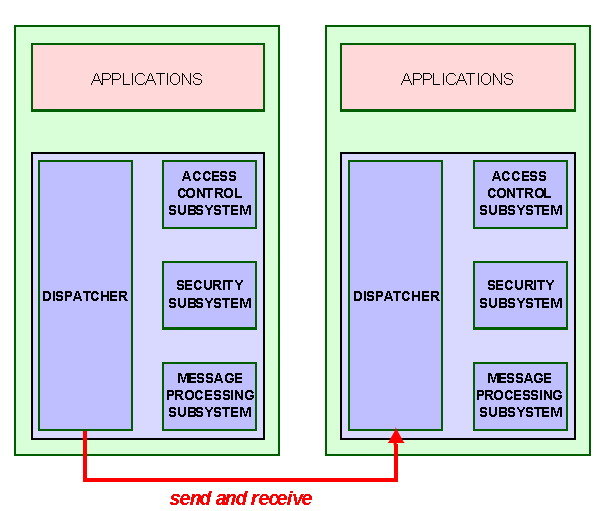 APPLICATIONS
ACCESS
CONTROL
SUBSYSTEM
DISPATCHER
SECURITY
SUBSYSTEM
MESSAGE
PROCESSING
SUBSYSTEM
APPLICATIONS
ACCESS
CONTROL
SUBSYSTEM
DISPATCHER
SECURITY
SUBSYSTEM
MESSAGE
PROCESSING
SUBSYSTEM
send and receive